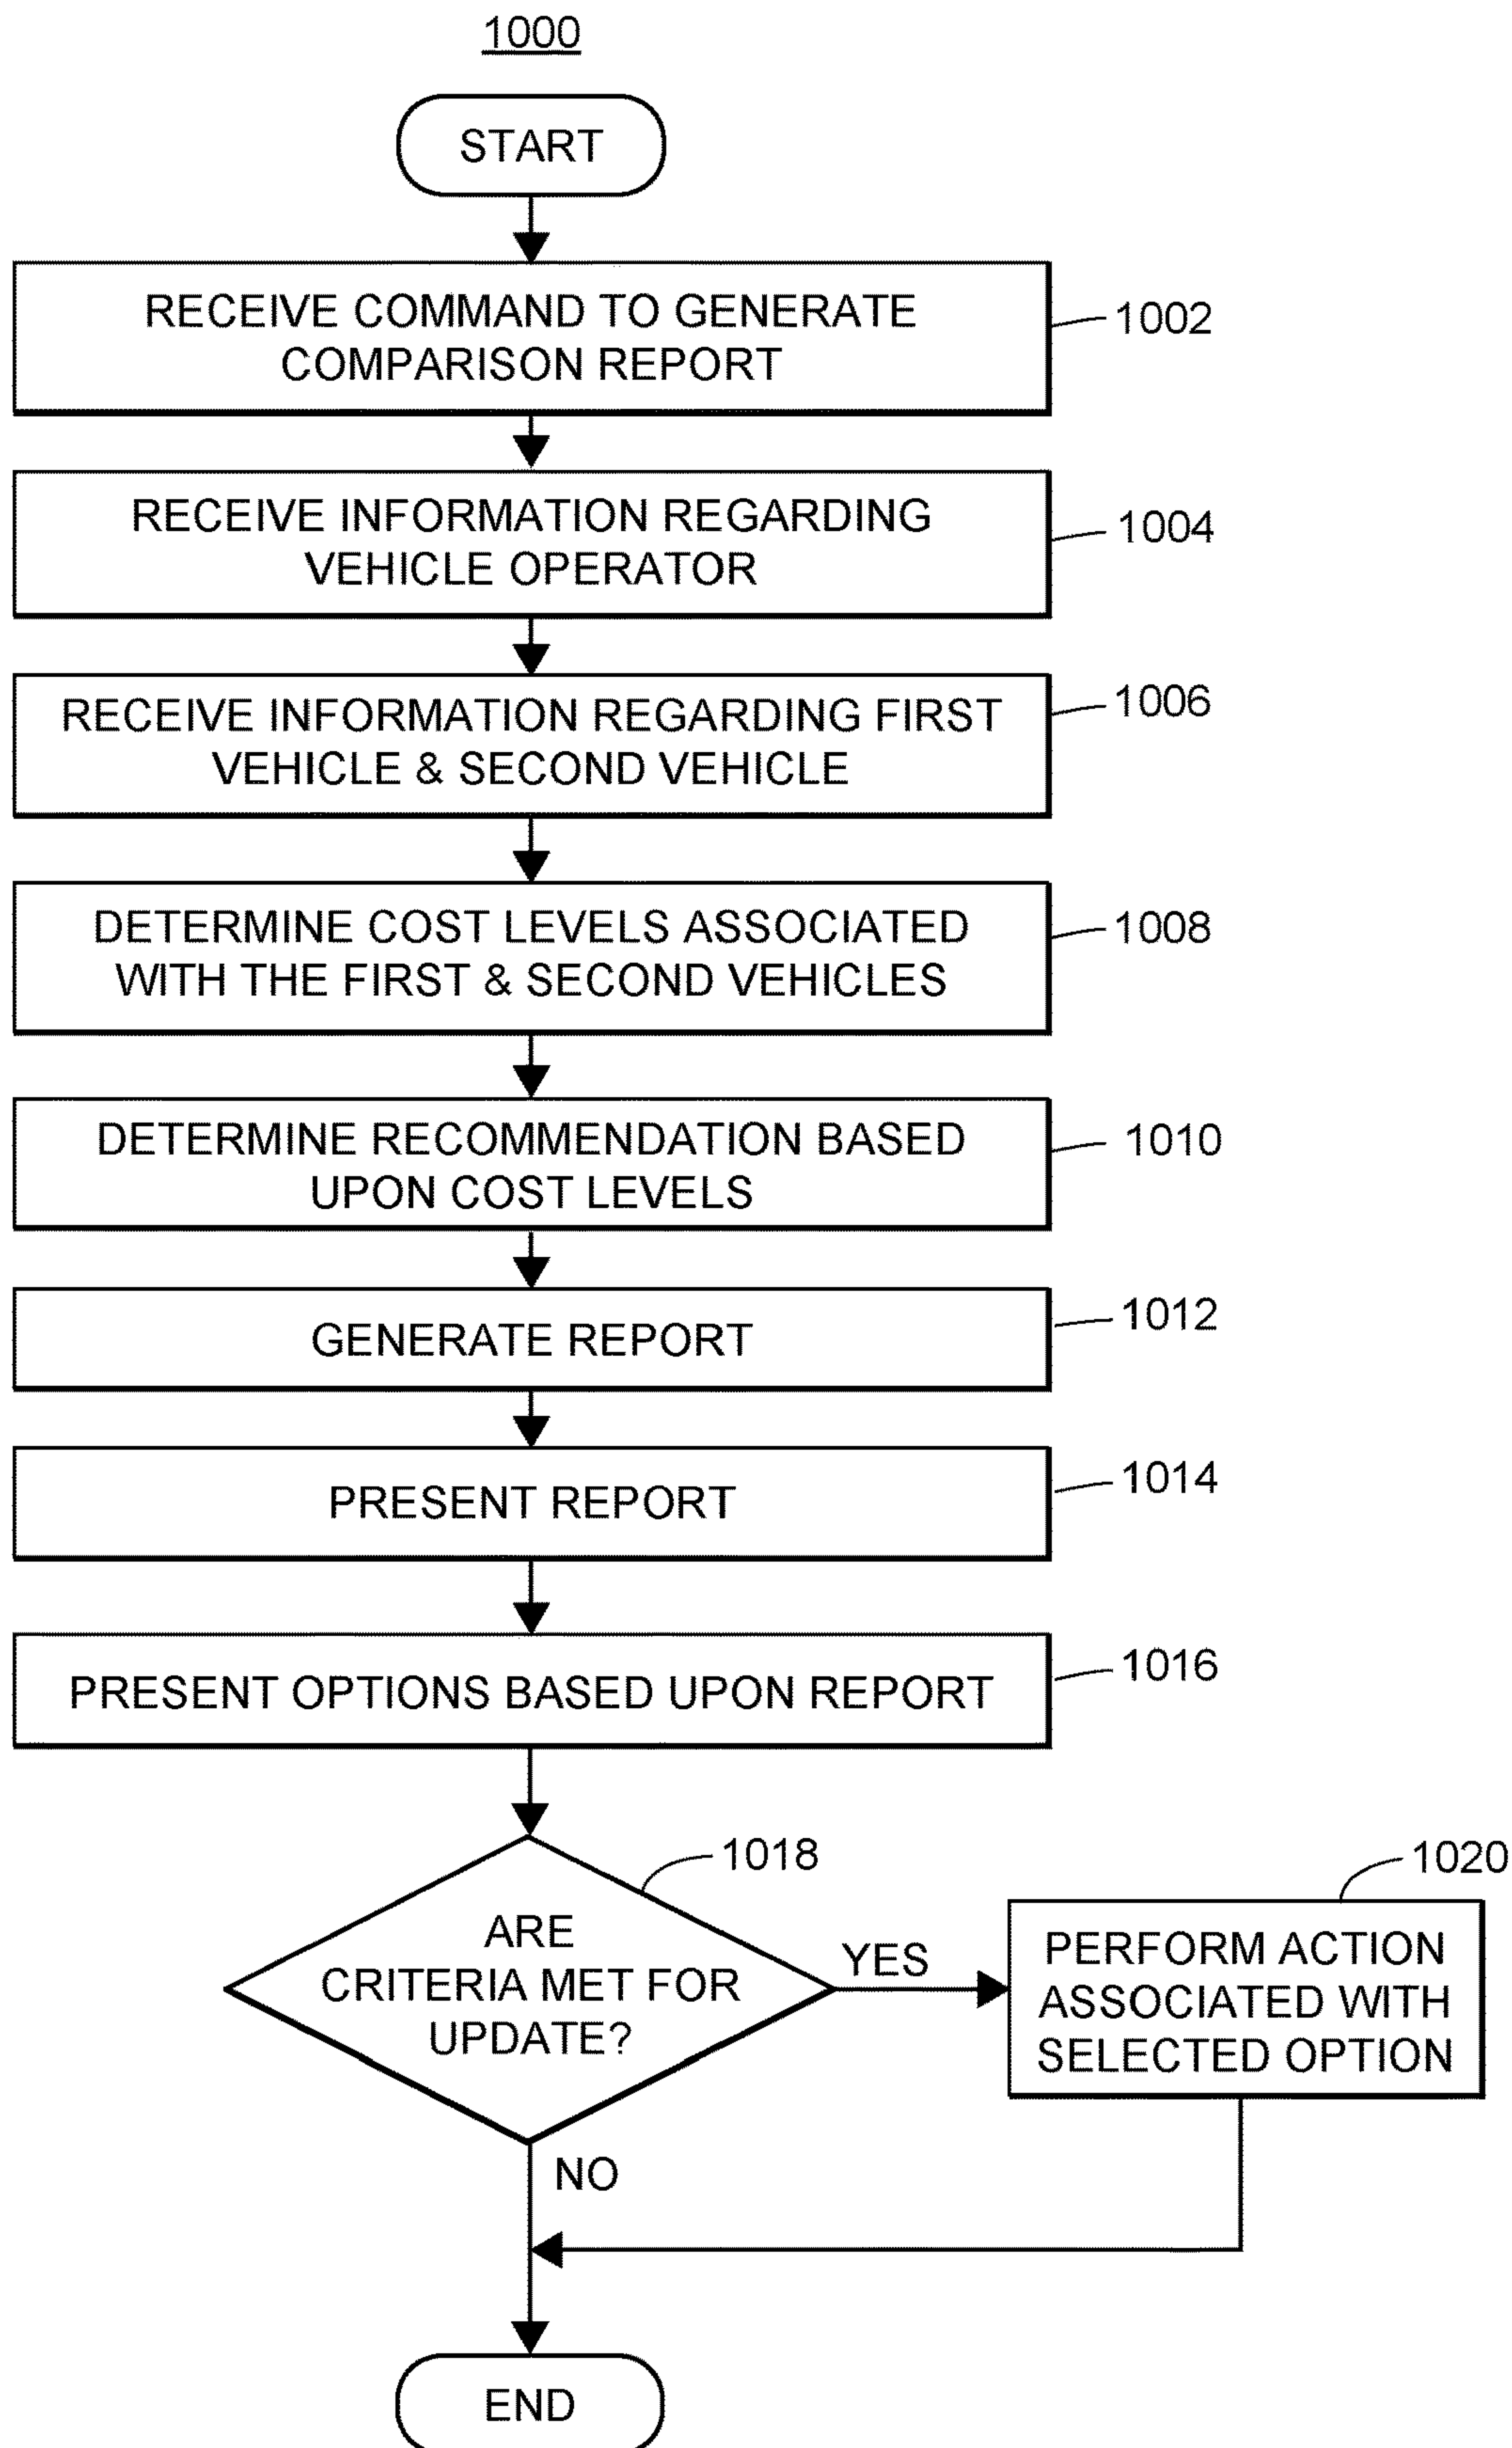 1000
START
RECEIVE COMMAND TO GENERATE
COMPARISON REPORT
1002
RECEIVE INFORMATION REGARDING
VEHICLE OPERATOR
1004
RECEIVE INFORMATION REGARDING FIRST
VEHICLE & SECOND VEHICLE
1006
DETERMINE COST LEVELS ASSOCIATED
WITH THE FIRST & SECOND VEHICLES
1008
DETERMINE RECOMMENDATION BASED
UPON COST LEVELS
1010
GENERATE REPORT
1012
PRESENT REPORT
1014
PRESENT OPTIONS BASED UPON REPORT
1016
ARE
CRITERIA MET FOR
UPDATE?
1018
YES
PERFORM ACTION
ASSOCIATED WITH
SELECTED OPTION
1020
NO
END